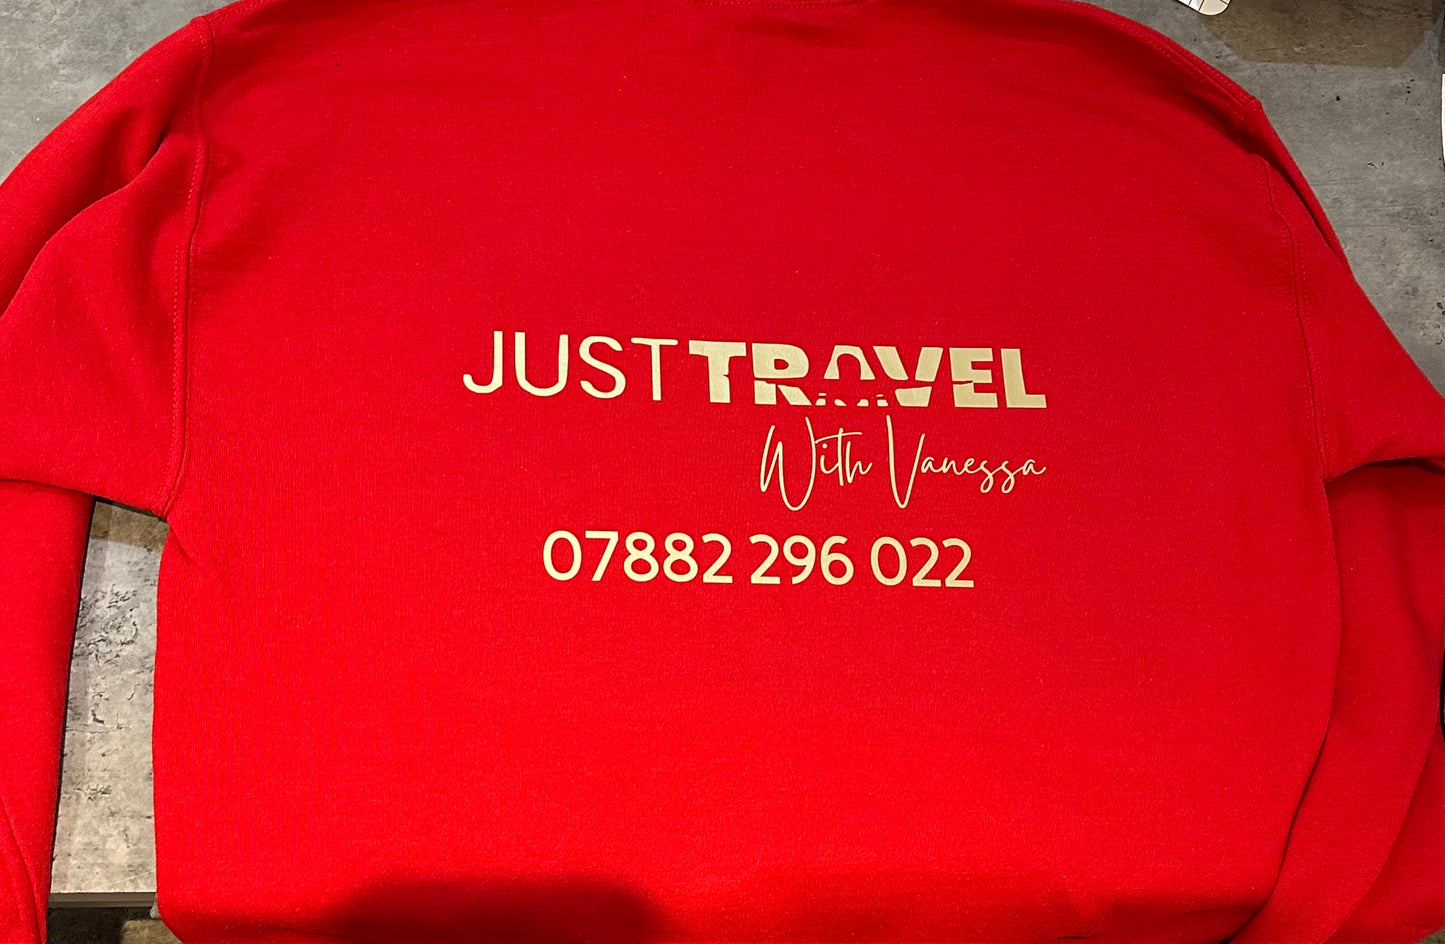 JUST TRAVEL
With Vanessa
07882 296 022